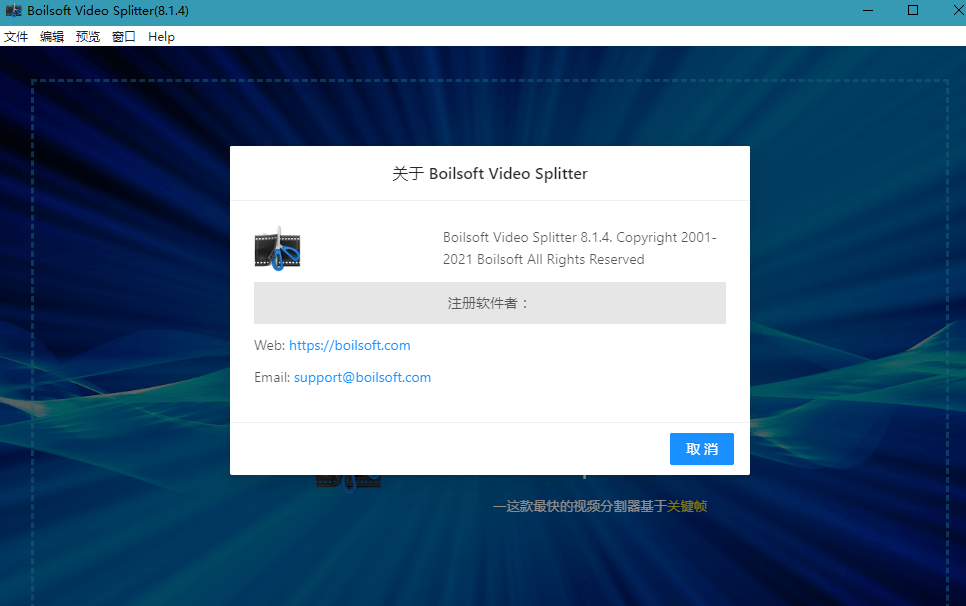 Boilsoft Video Splitter(8.1.4)
文件 编辑 预览 窗口 Help
关于 Boilsoft Video Splitter
Boilsoft Video Splitter 8.1.4. Copyright 2001-
2021 Boilsoft All Rights Reserved
注册软件者：
Web: https://boilsoft.com
Email: support@boilsoft.com
取 消
—这款最快的视频分割器基于关键帧